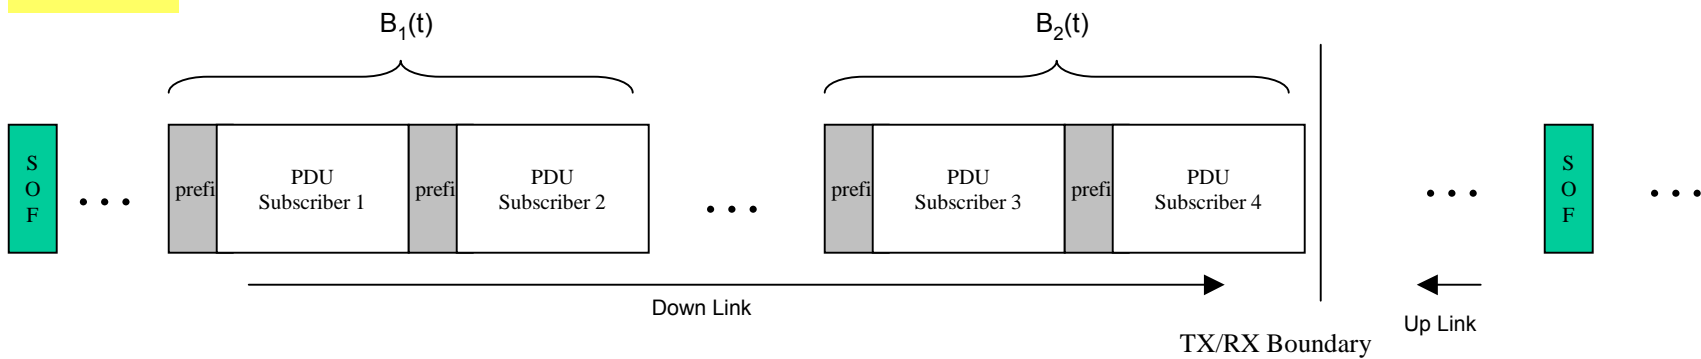 B1(t)
B2(t)
S
O
F
. . .
prefi
PDU
Subscriber 1
prefi
PDU
Subscriber 2
. . .
prefi
PDU
Subscriber 3
prefi
PDU
Subscriber 4
. . .
S
O
F
. . .
Down Link
Up Link
TX/RX Boundary